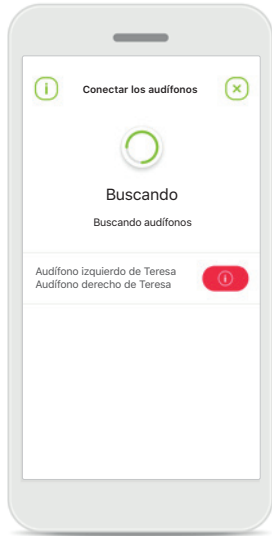 Conectar los audífonos
Buscando
Buscando audífonos
Audífono izquierdo de Teresa
Audífono derecho de Teresa